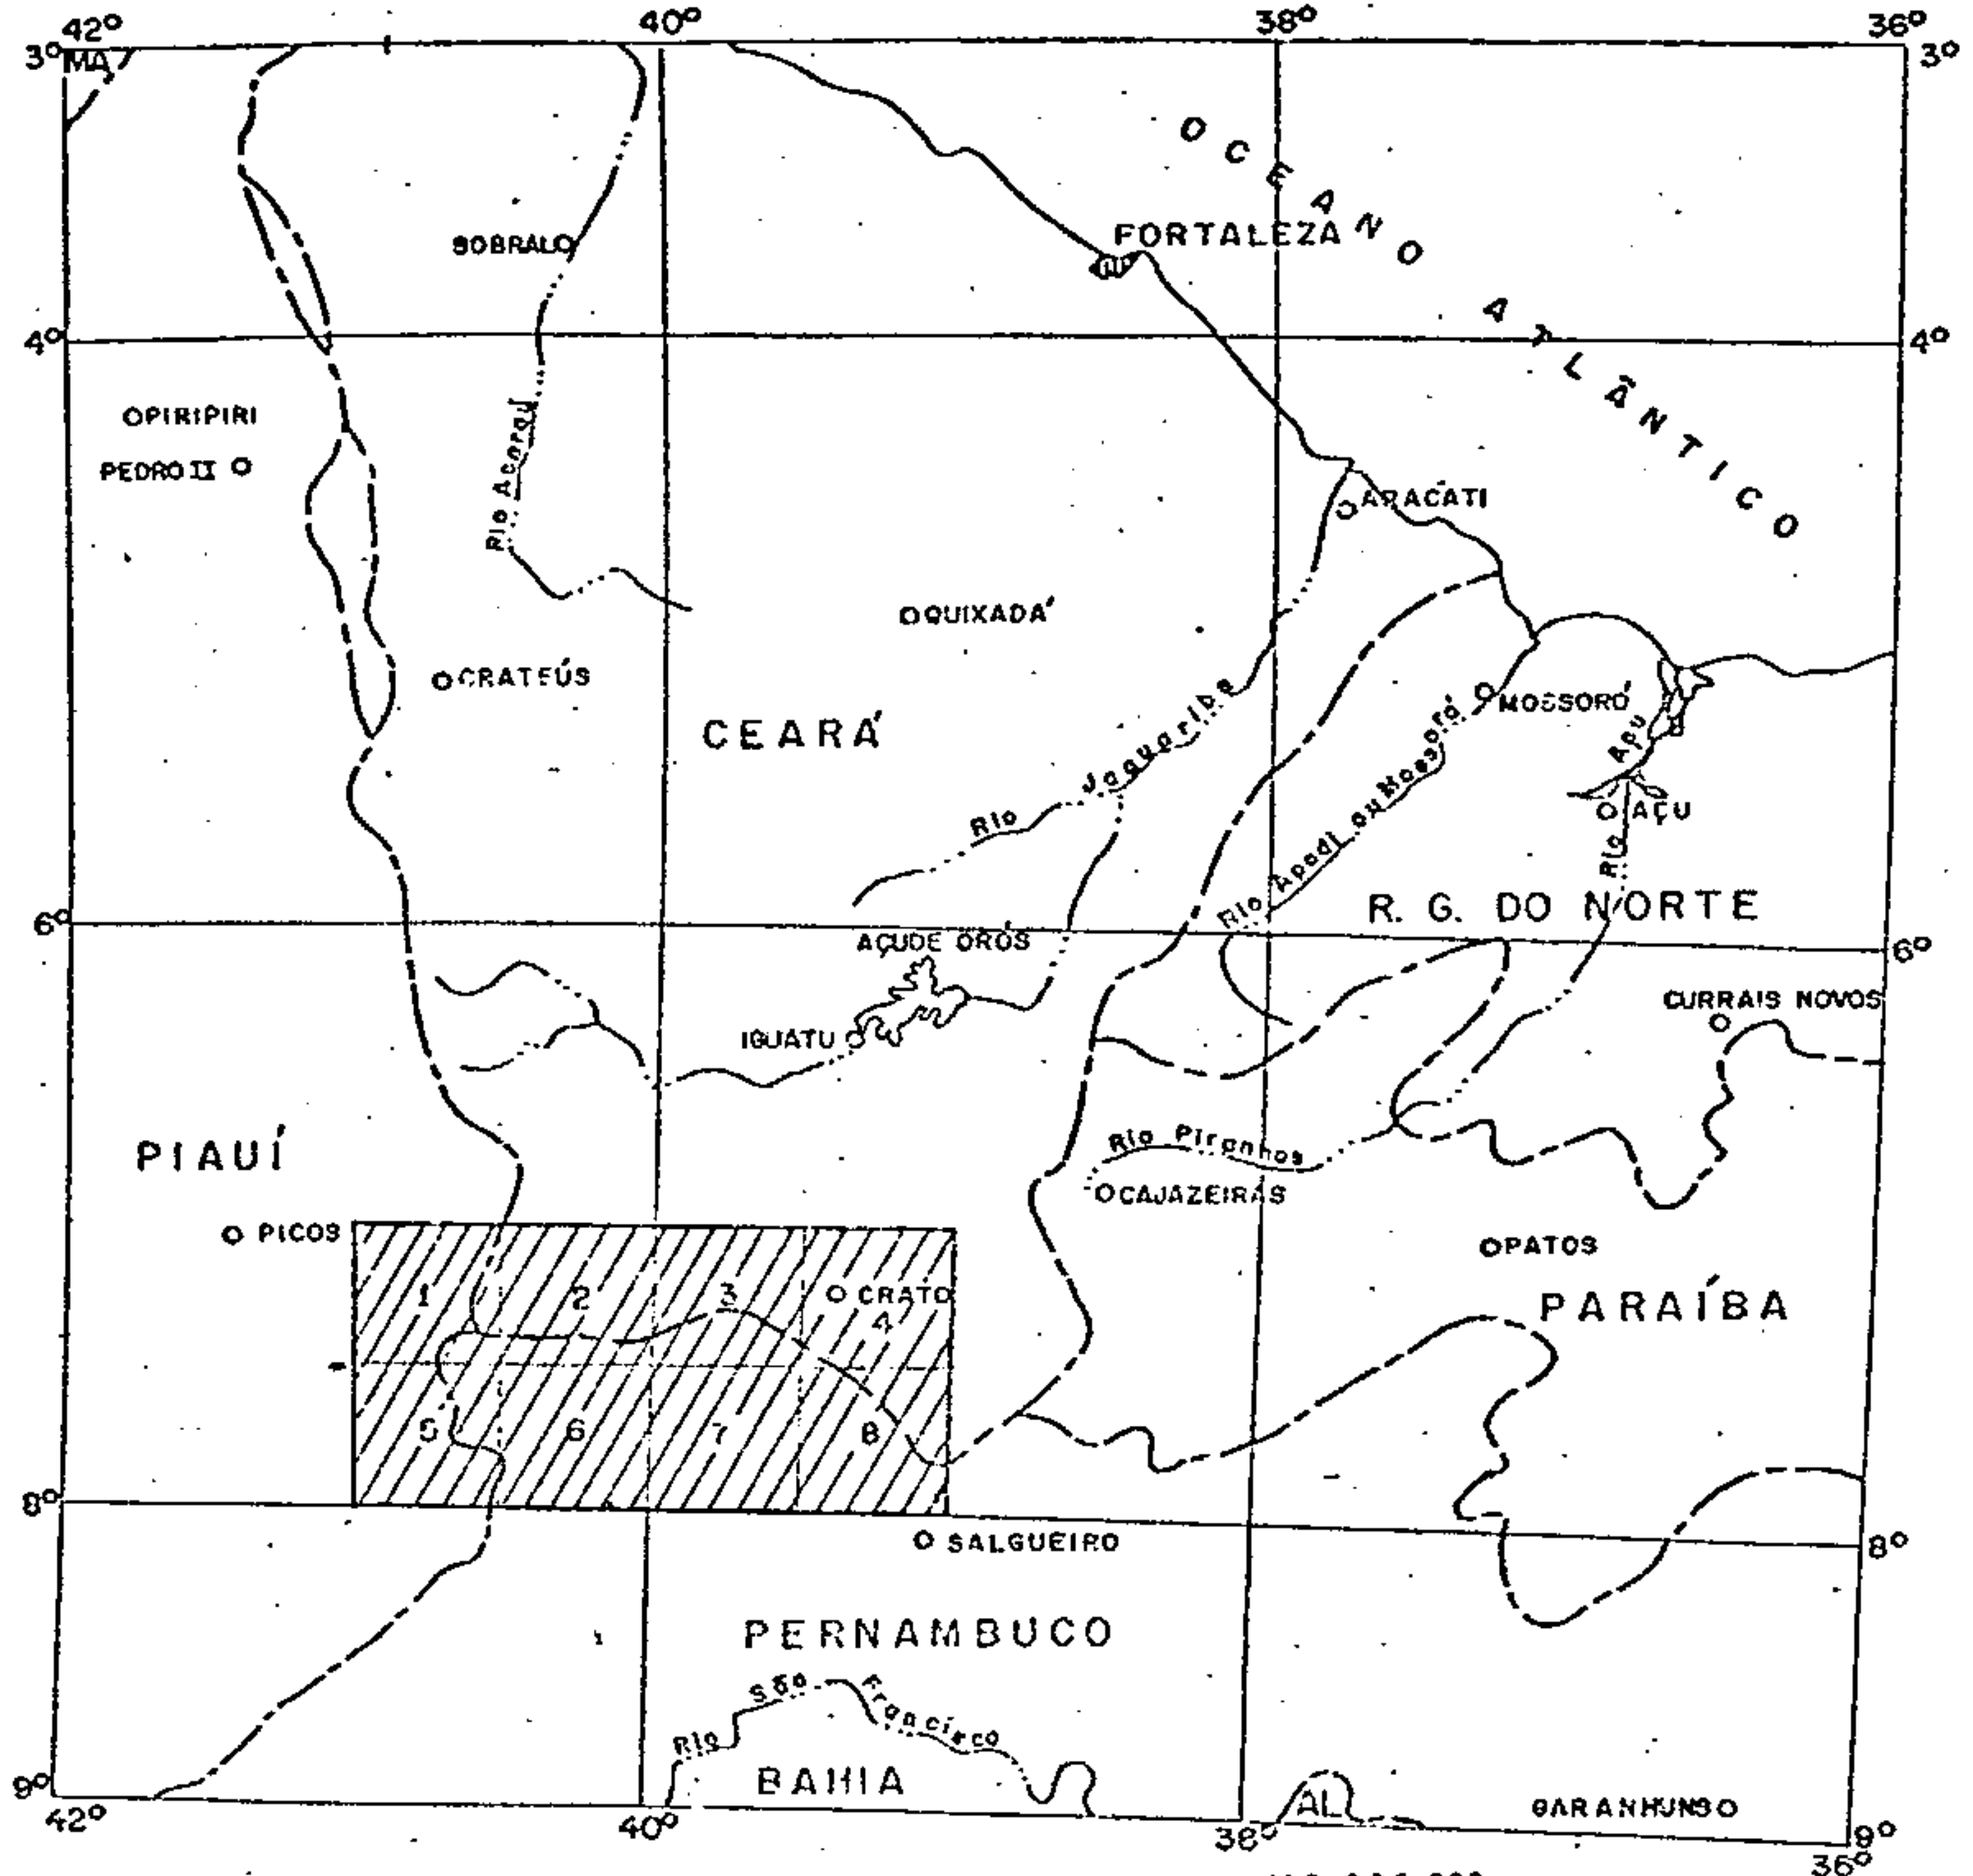 42° 40° 38° 36°
3° MA 3°
OCEANO ATLÂNTICO
SOBRAL
FORTALEZA
4° 4°
PIRIPIRI
PEDRO II
Rio Acaraú
ARACATI
QUIXADÁ
CRATEÚS
MOSSORÓ
CEARÁ
Rio Jaguaribe
Rio Apodi ou Mossoró
Rio Açu
AÇU
R. G. DO NORTE
6° 6°
AÇUDE ORÓS
CURRAIS NOVOS
IGUATU
PIAUÍ
Rio Piranhas
CAJAZEIRAS
PICOS
PATOS
1 2 3 CRATO
4
PARAÍBA
5 6 7 8
8° 8°
SALGUEIRO
PERNAMBUCO
Rio São Francisco
BAHIA
AL
GARANHUNS
9° 9°
42° 40° 38° 36°